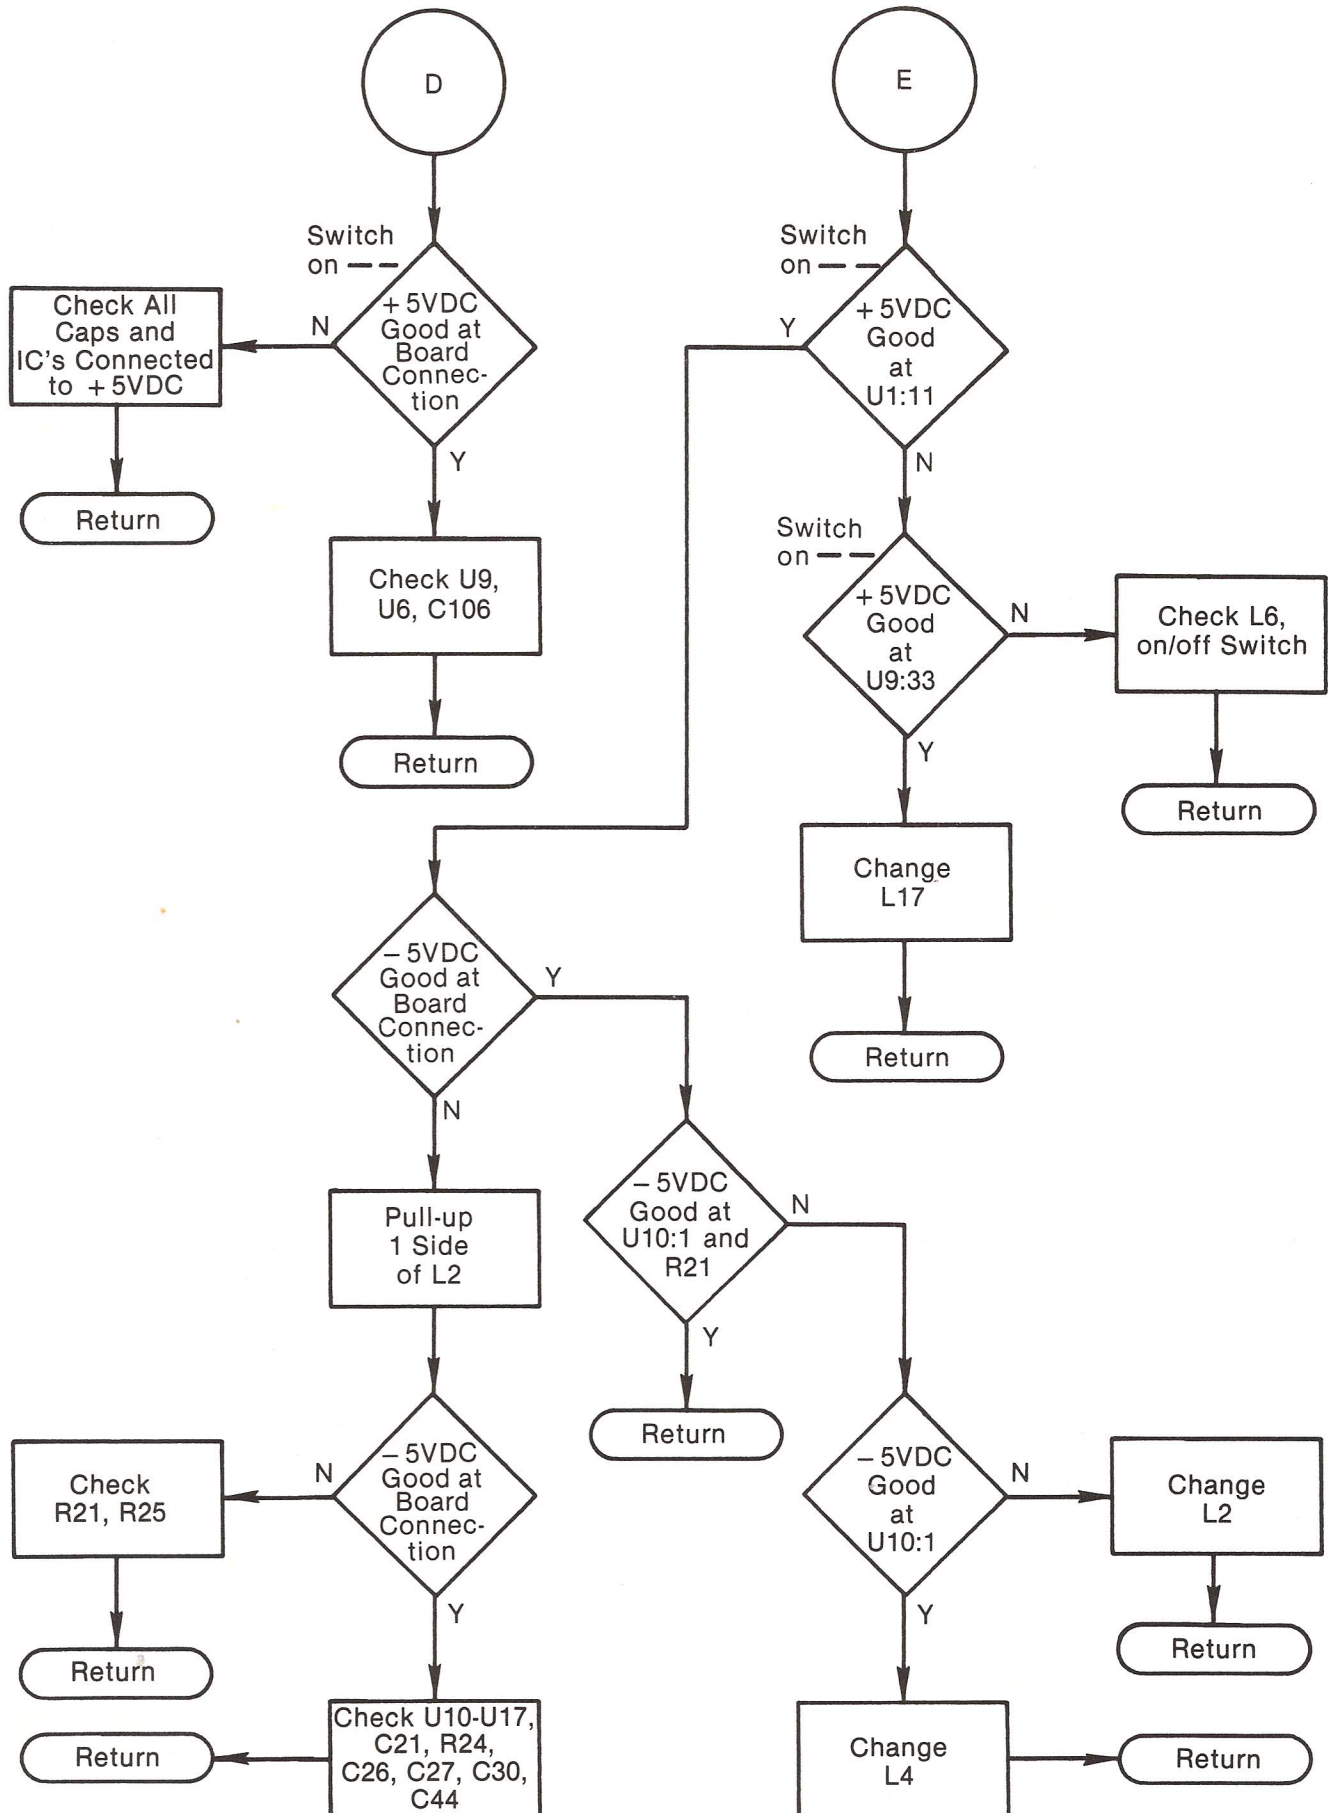 D
Switch
on
+ 5VDC
Good at
Board
Connec-
tion
N
Check All
Caps and
IC's Connected
to + 5VDC
Return
Y
Check U9,
U6, C106
Return
E
Switch
on
+ 5VDC
Good
at
U1:11
Y
N
Switch
on
+ 5VDC
Good
at
U9:33
N
Check L6,
on/off Switch
Return
Y
Change
L17
Return
– 5VDC
Good at
Board
Connec-
tion
Y
N
Pull-up
1 Side
of L2
– 5VDC
Good at
U10:1 and
R21
N
Y
Return
– 5VDC
Good at
Board
Connec-
tion
N
Check
R21, R25
Return
Y
Check U10-U17,
C21, R24,
C26, C27, C30,
C44
Return
– 5VDC
Good
at
U10:1
N
Change
L2
Return
Y
Change
L4
Return